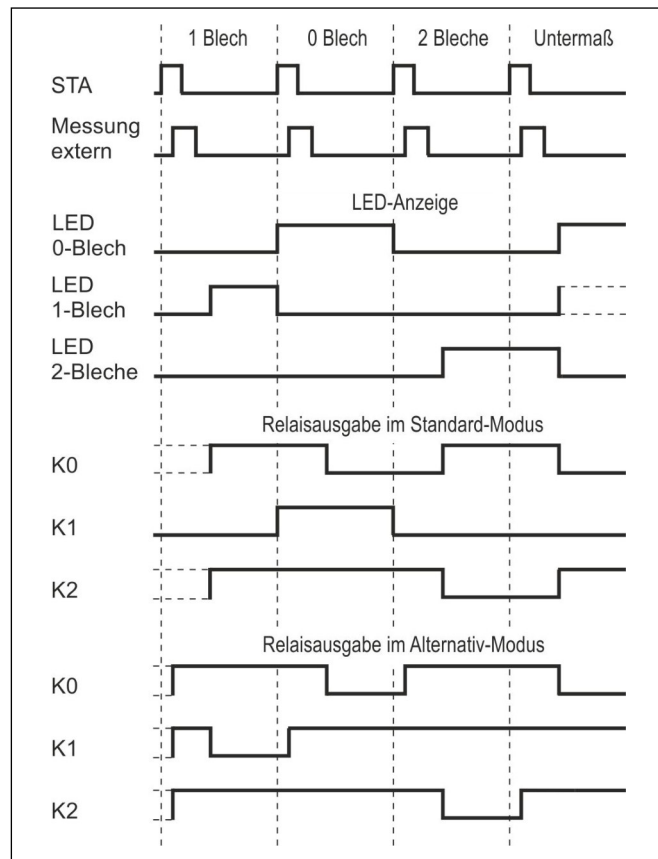 1 Blech 0 Blech 2 Bleche Untermaß
STA
Messung
extern
LED-Anzeige
LED
0-Blech
LED
1-Blech
LED
2-Bleche
Relaisausgabe im Standard-Modus
K0
K1
K2
Relaisausgabe im Alternativ-Modus
K0
K1
K2